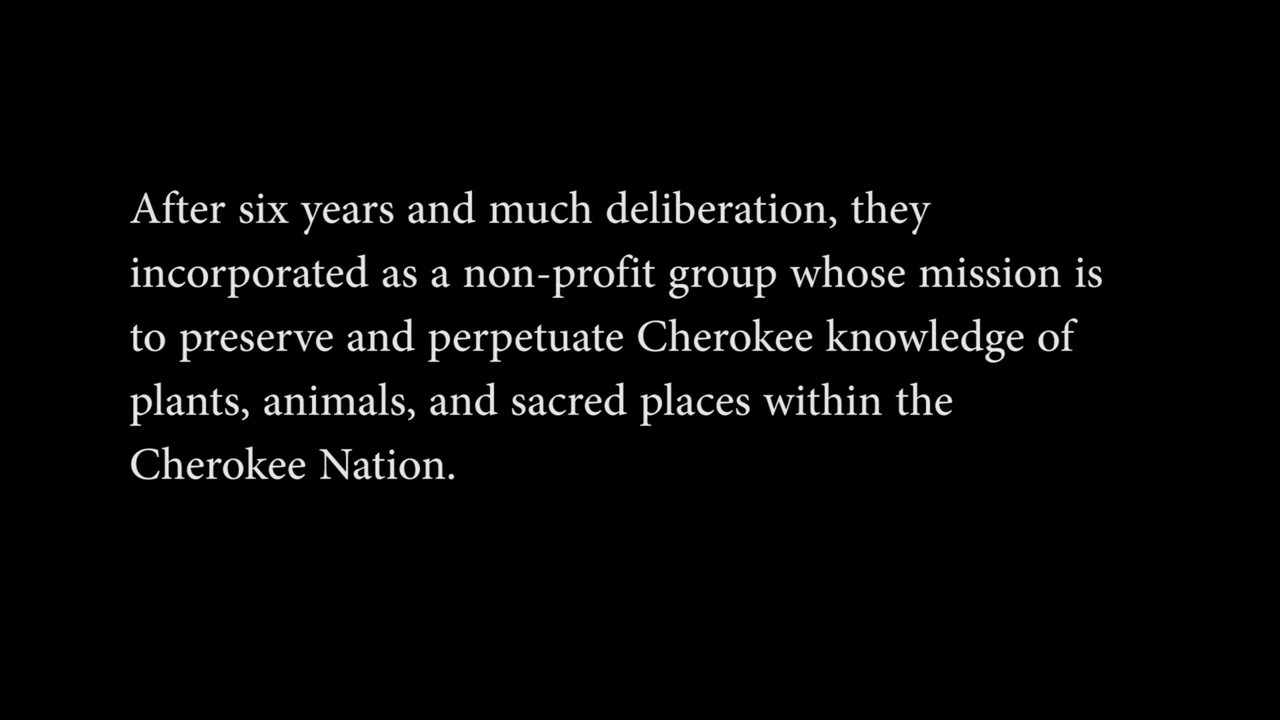 After six years and much deliberation, they
incorporated as a non-profit group whose mission is
to preserve and perpetuate Cherokee knowledge of
plants, animals, and sacred places within the
Cherokee Nation.